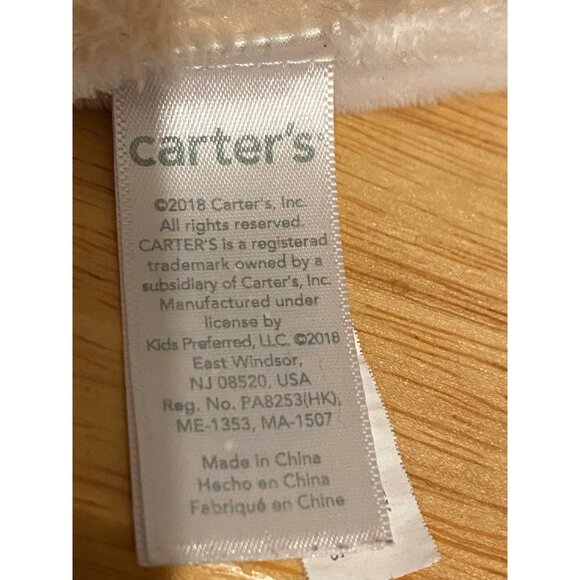 carter's
©2018 Carter's, Inc.
All rights reserved.
CARTER'S is a registered
trademark owned by a
subsidiary of Carter's, Inc.
Manufactured under
license by
Kids Preferred, LLC. ©2018
East Windsor,
NJ 08520, USA
Reg. No. PA8253(HK),
ME-1353, MA-1507
Made in China
Hecho en China
Fabriqué en Chine